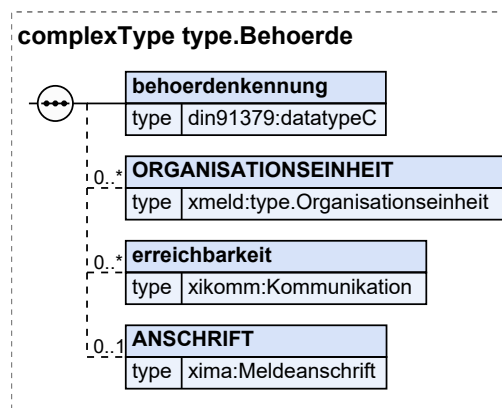 complexType type.Behoerde
behoerdenkennung
type din91379:datatypeC
0..* ORGANISATIONSEINHEIT
type xmeld:type.Organisationseinheit
0..* erreichbarkeit
type xikomm:Kommunikation
0..1 ANSCHRIFT
type xima:Meldeanschrift